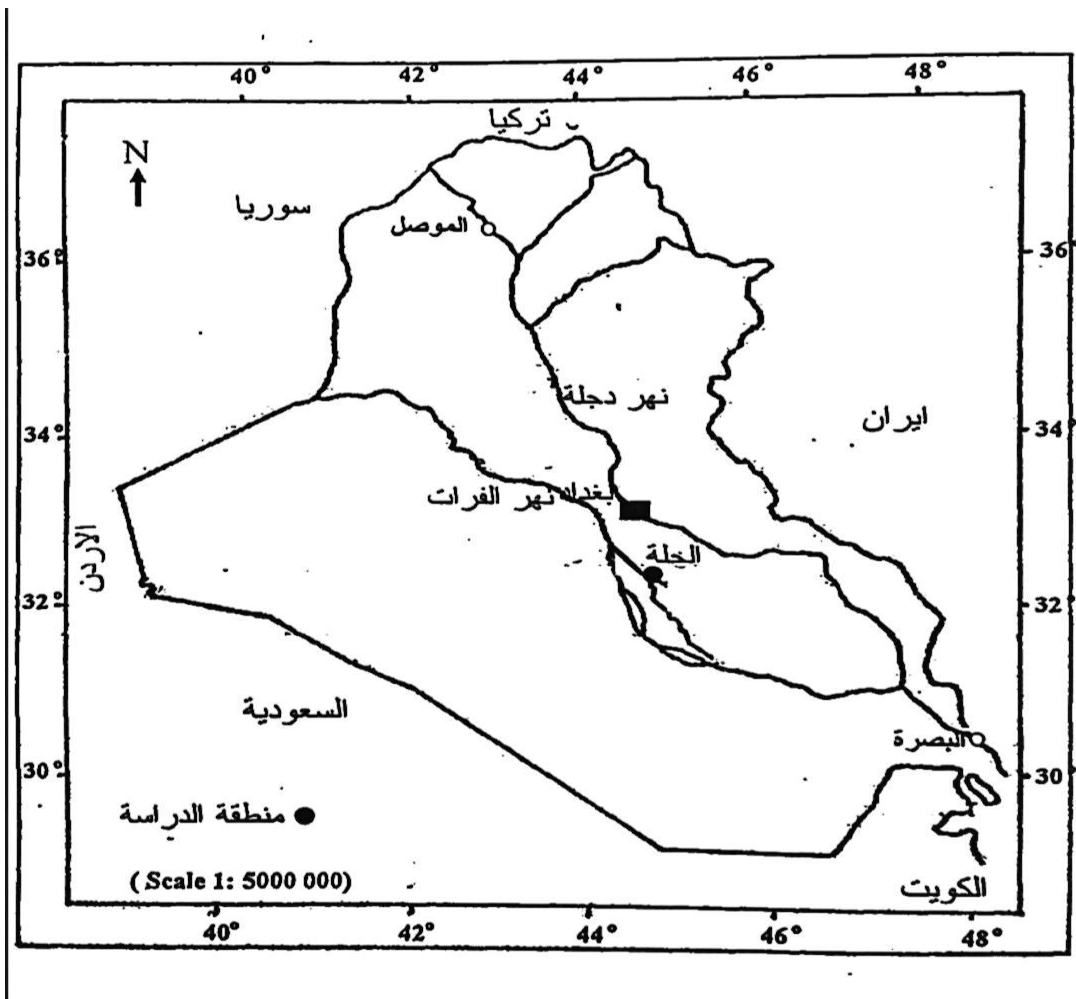 40° 42° 44° 46° 48°
تركيا
N
سوريا
الموصل
36° 36°
نهر دجلة
ايران
34° 34°
بغداد
نهر الفرات
الحلة
الاردن
32° 32°
السعودية
البصرة
30° 30°
منطقة الدراسة
(Scale 1: 5000 000)
الكويت
40° 42° 44° 46° 48°